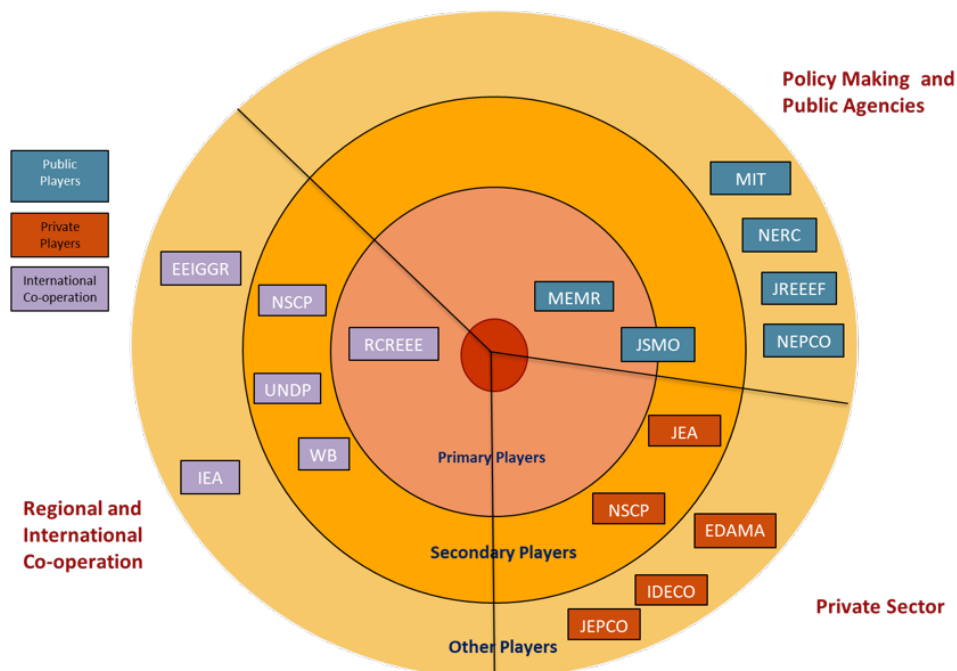 Policy Making and
Public Agencies
Public
Players
Private
Players
International
Co-operation
MIT
NERC
JREEEF
NEPCO
MEMR
JSMO
EEIGGR
NSCP
RCREEE
UNDP
WB
IEA
JEA
NSCP
EDAMA
IDECO
JEPCO
Primary Players
Secondary Players
Other Players
Regional and
International
Co-operation
Private Sector